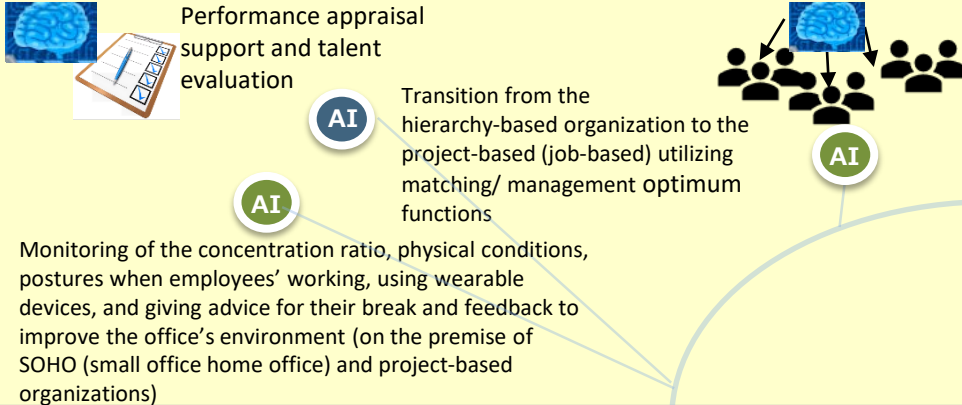 Performance appraisal
support and talent
evaluation
AI
Transition from the
hierarchy-based organization to the
project-based (job-based) utilizing
matching/ management optimum
functions
AI
AI
Monitoring of the concentration ratio, physical conditions,
postures when employees’ working, using wearable
devices, and giving advice for their break and feedback to
improve the office’s environment (on the premise of
SOHO (small office home office) and project-based
organizations)